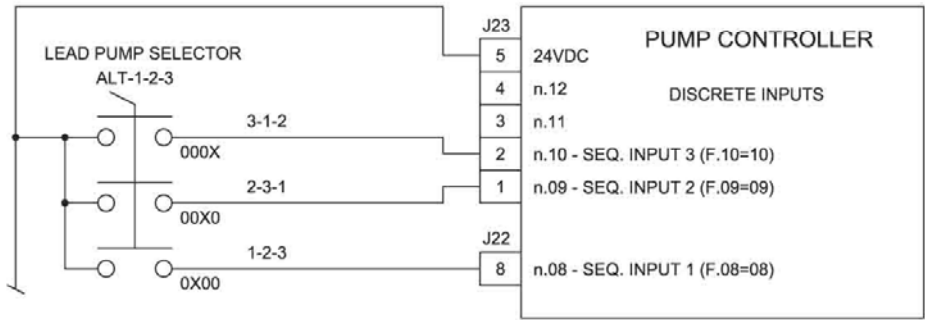 J23
PUMP CONTROLLER
LEAD PUMP SELECTOR
ALT-1-2-3
5 24VDC
4 n.12
DISCRETE INPUTS
3 n.11
3-1-2
000X
2 n.10 - SEQ. INPUT 3 (F.10=10)
2-3-1
00X0
1 n.09 - SEQ. INPUT 2 (F.09=09)
J22
1-2-3
0X00
8 n.08 - SEQ. INPUT 1 (F.08=08)